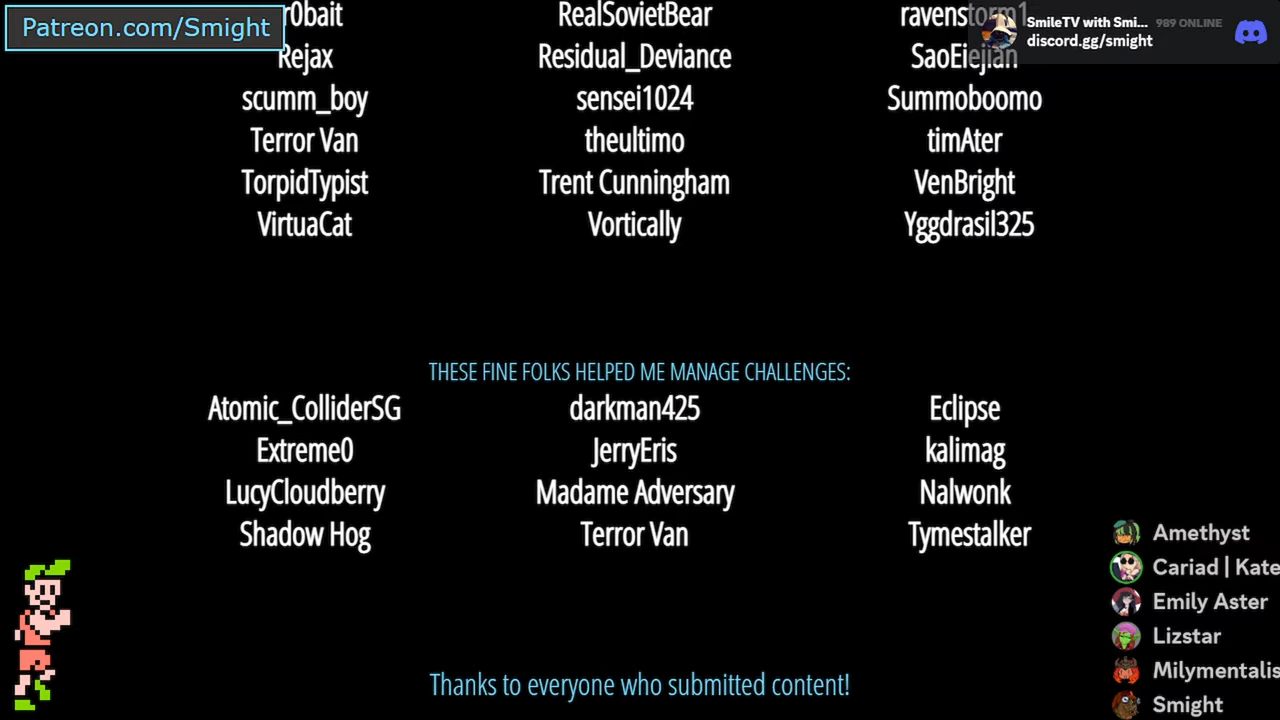 Patreon.com/Smight
r0bait RealSovietBear ravenstorm1
SmileTV with Smi... 989 ONLINE
discord.gg/smight
Rejax Residual_Deviance SaoEiejian
scumm_boy sensei1024 Summoboomo
Terror Van theultimo timAter
TorpidTypist Trent Cunningham VenBright
VirtuaCat Vortically Yggdrasil325
THESE FINE FOLKS HELPED ME MANAGE CHALLENGES:
Atomic_ColliderSG darkman425 Eclipse
Extreme0 JerryEris kalimag
LucyCloudberry Madame Adversary Nalwonk
Shadow Hog Terror Van Tymestalker
Amethyst
Cariad | Kate
Emily Aster
Lizstar
Milymentalis
Smight
Thanks to everyone who submitted content!